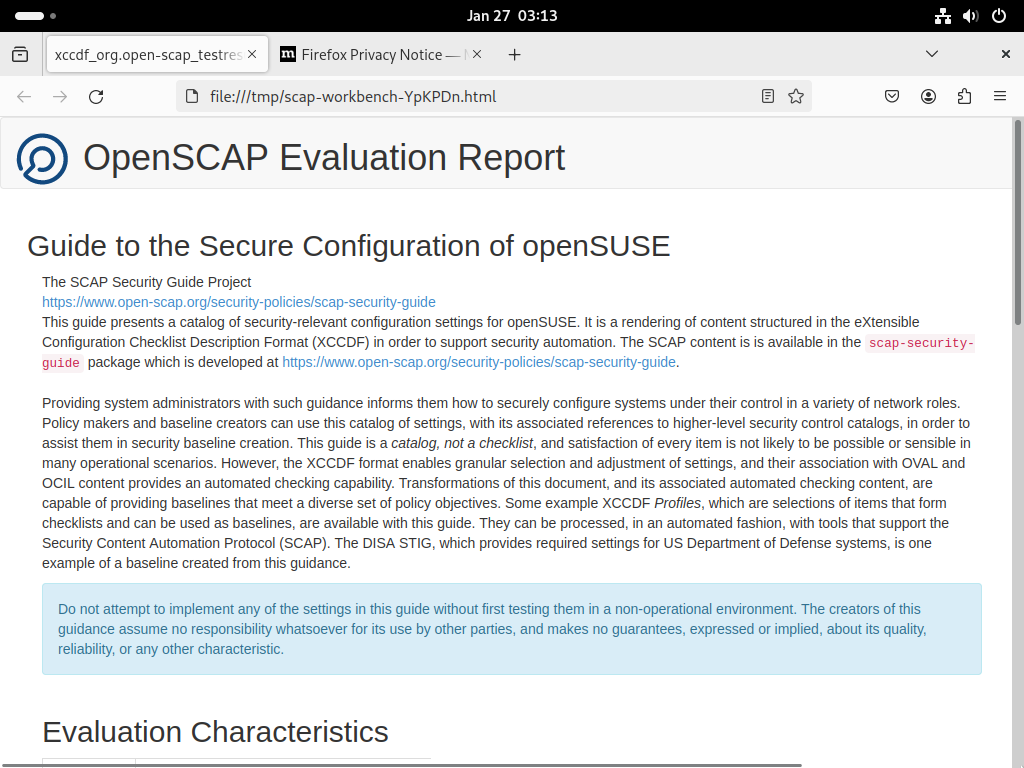 Jan 27 03:13
xccdf_org.open-scap_testres
Firefox Privacy Notice —
file:///tmp/scap-workbench-YpKPDn.html
OpenSCAP Evaluation Report
Guide to the Secure Configuration of openSUSE
The SCAP Security Guide Project
https://www.open-scap.org/security-policies/scap-security-guide
This guide presents a catalog of security-relevant configuration settings for openSUSE. It is a rendering of content structured in the eXtensible
Configuration Checklist Description Format (XCCDF) in order to support security automation. The SCAP content is is available in the scap-security-
guide package which is developed at https://www.open-scap.org/security-policies/scap-security-guide.
Providing system administrators with such guidance informs them how to securely configure systems under their control in a variety of network roles.
Policy makers and baseline creators can use this catalog of settings, with its associated references to higher-level security control catalogs, in order to
assist them in security baseline creation. This guide is a catalog, not a checklist, and satisfaction of every item is not likely to be possible or sensible in
many operational scenarios. However, the XCCDF format enables granular selection and adjustment of settings, and their association with OVAL and
OCIL content provides an automated checking capability. Transformations of this document, and its associated automated checking content, are
capable of providing baselines that meet a diverse set of policy objectives. Some example XCCDF Profiles, which are selections of items that form
checklists and can be used as baselines, are available with this guide. They can be processed, in an automated fashion, with tools that support the
Security Content Automation Protocol (SCAP). The DISA STIG, which provides required settings for US Department of Defense systems, is one
example of a baseline created from this guidance.
Do not attempt to implement any of the settings in this guide without first testing them in a non-operational environment. The creators of this
guidance assume no responsibility whatsoever for its use by other parties, and makes no guarantees, expressed or implied, about its quality,
reliability, or any other characteristic.
Evaluation Characteristics